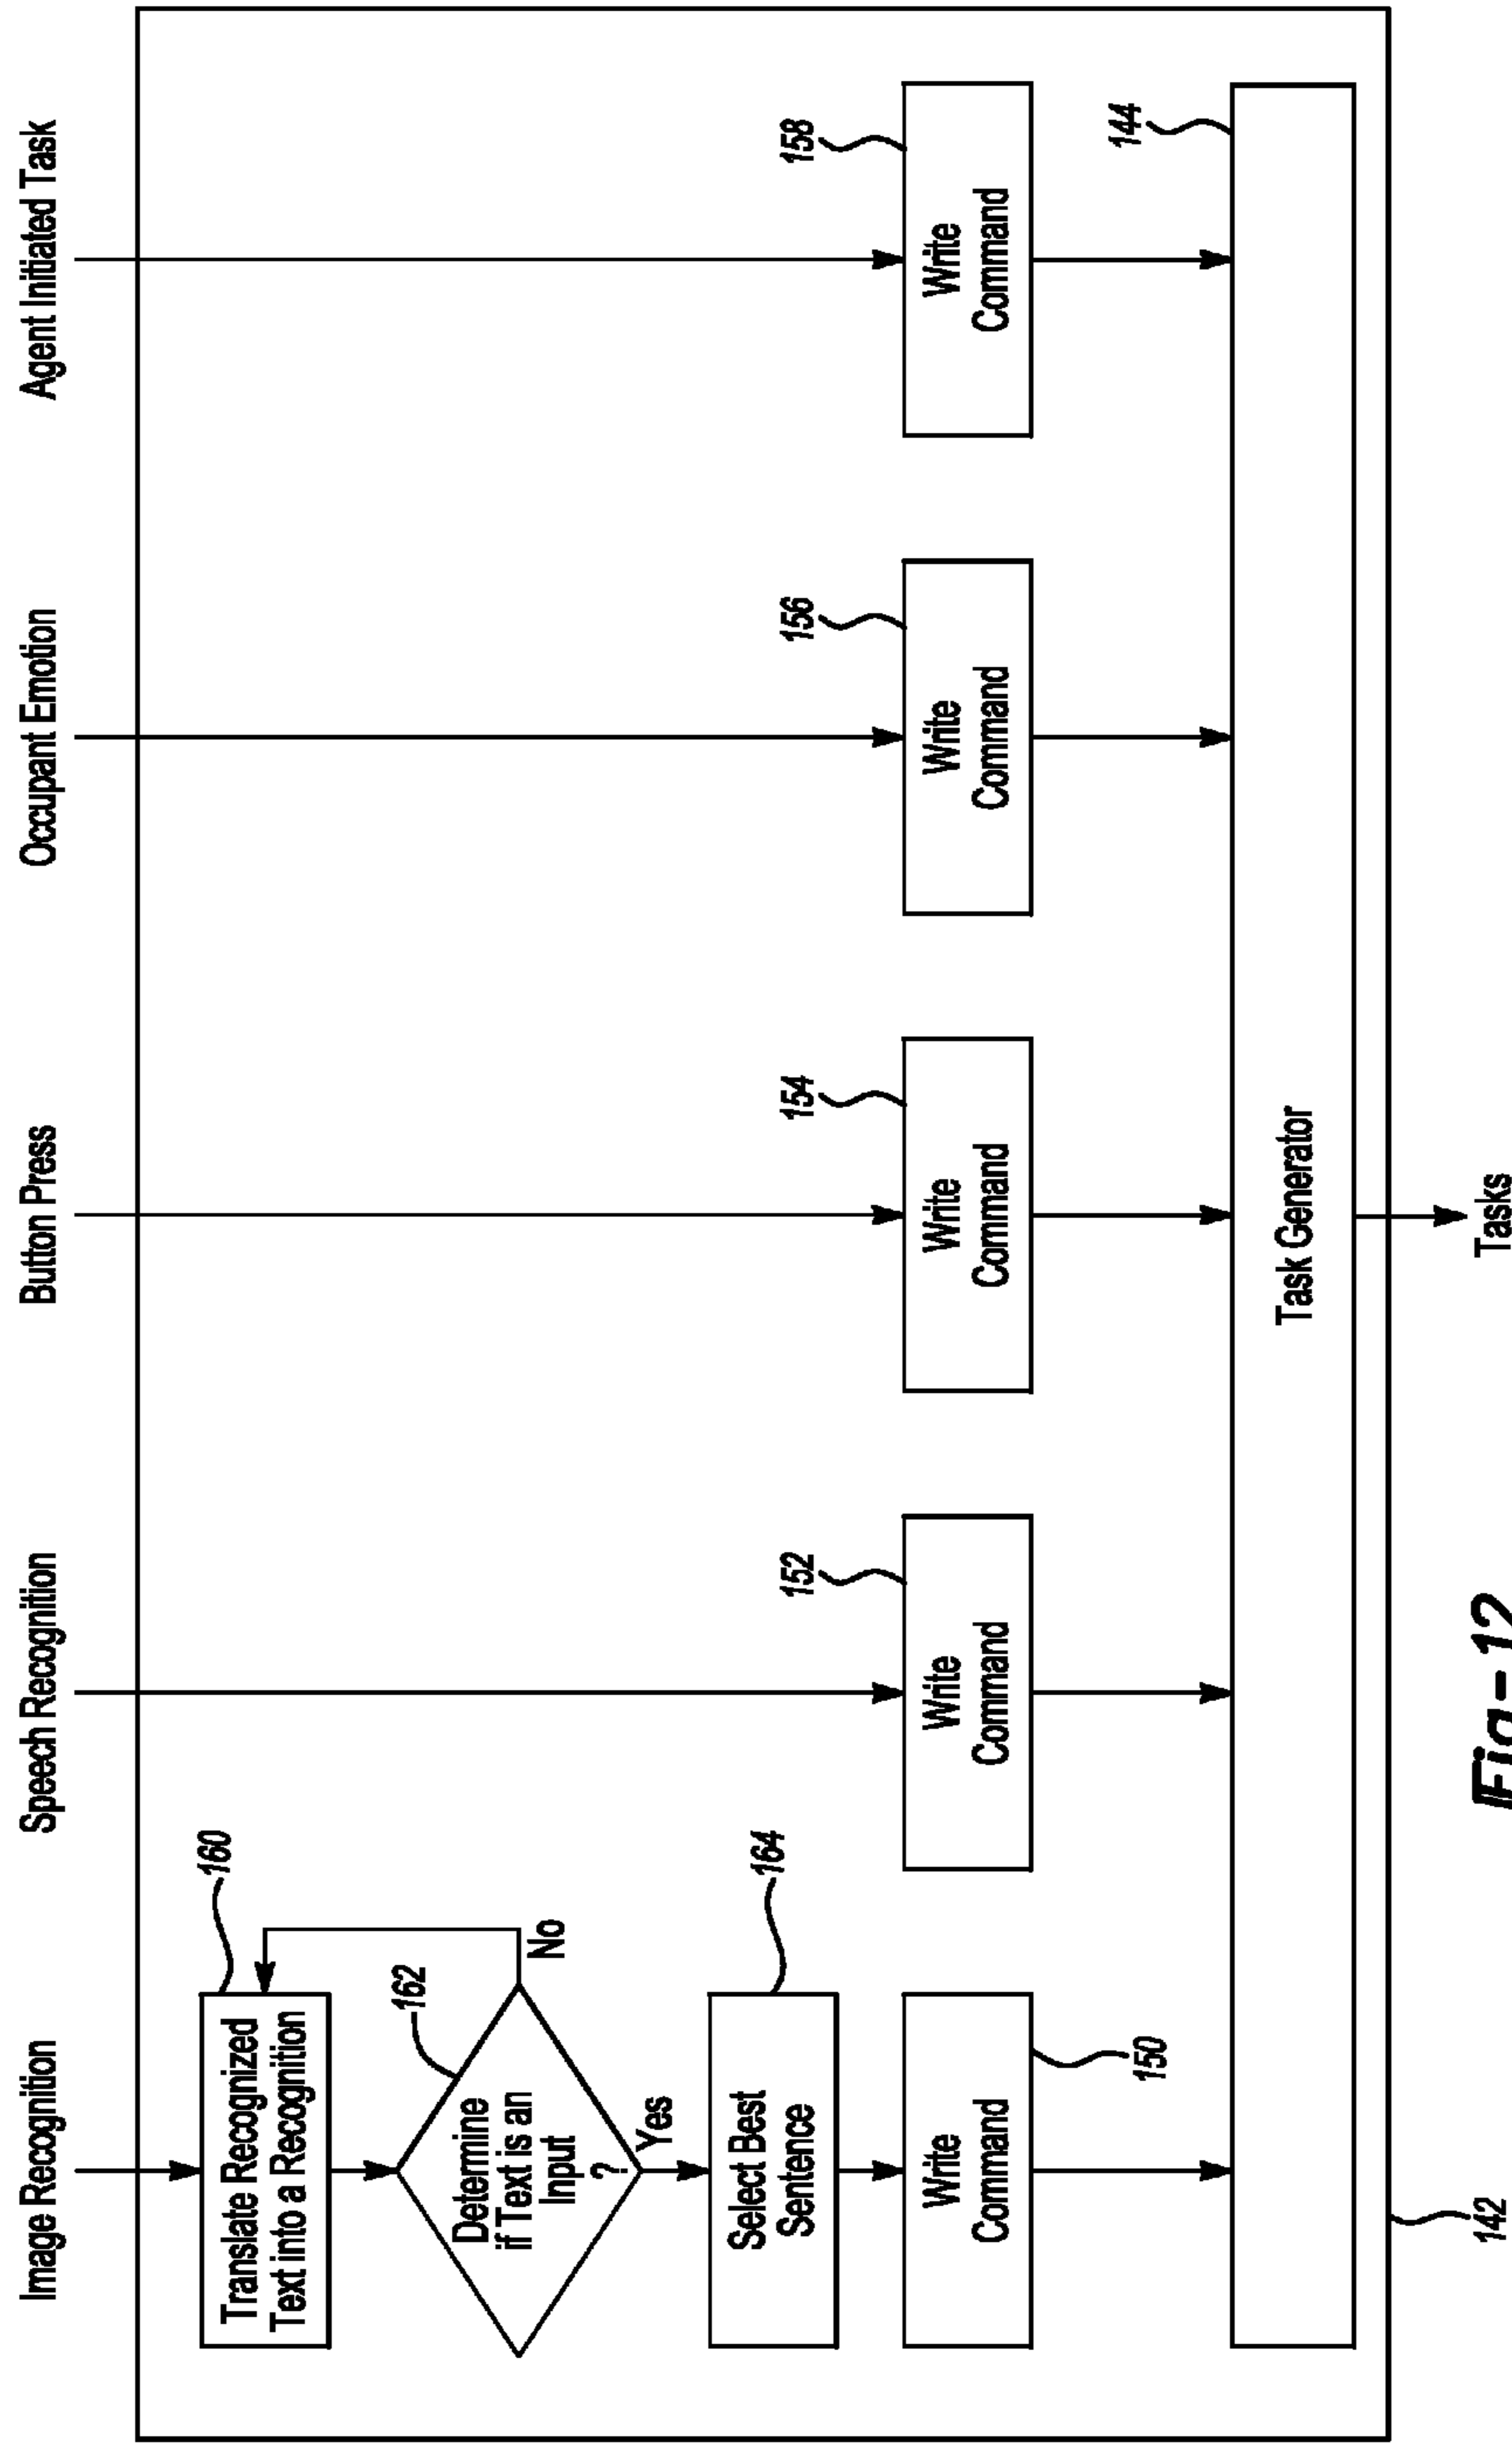 Image Recognition
Speech Recognition
Button Press
Occupant Emotion
Agent Initiated Task
160
Translate Recognized
Text into a Recognition
162
Determine
if Text is an
Input
?
No
Yes
164
Select Best
Sentence
152
154
156
158
Write
Command
Write
Command
Write
Command
Write
Command
Write
Command
150
144
Task Generator
142
Tasks
Fig-12